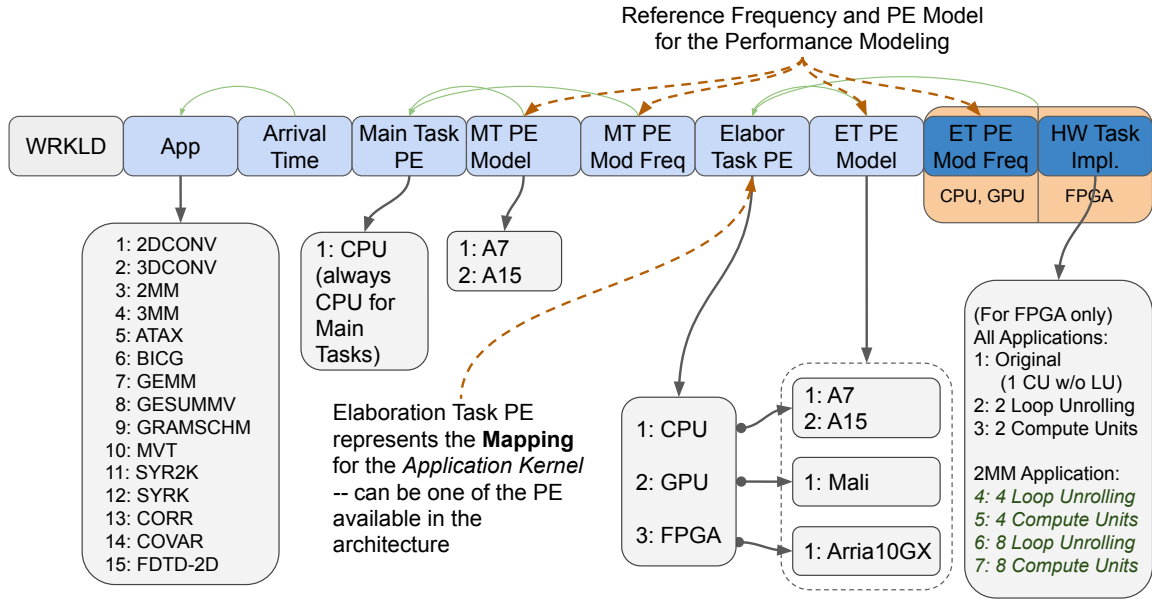 Reference Frequency and PE Model
for the Performance Modeling
WRKLD
App
Arrival
Time
Main Task
PE
MT PE
Model
MT PE
Mod Freq
Elabor
Task PE
ET PE
Model
ET PE
Mod Freq
HW Task
Impl.
CPU, GPU
FPGA
1: 2DCONV
2: 3DCONV
3: 2MM
4: 3MM
5: ATAX
6: BICG
7: GEMM
8: GESUMMV
9: GRAMSCHM
10: MVT
11: SYR2K
12: SYRK
13: CORR
14: COVAR
15: FDTD-2D
1: CPU
(always
CPU for
Main
Tasks)
1: A7
2: A15
Elaboration Task PE
represents the Mapping
for the Application Kernel
-- can be one of the PE
available in the
architecture
1: CPU
2: GPU
3: FPGA
1: A7
2: A15
1: Mali
1: Arria10GX
(For FPGA only)
All Applications:
1: Original
(1 CU w/o LU)
2: 2 Loop Unrolling
3: 2 Compute Units
2MM Application:
4: 4 Loop Unrolling
5: 4 Compute Units
6: 8 Loop Unrolling
7: 8 Compute Units